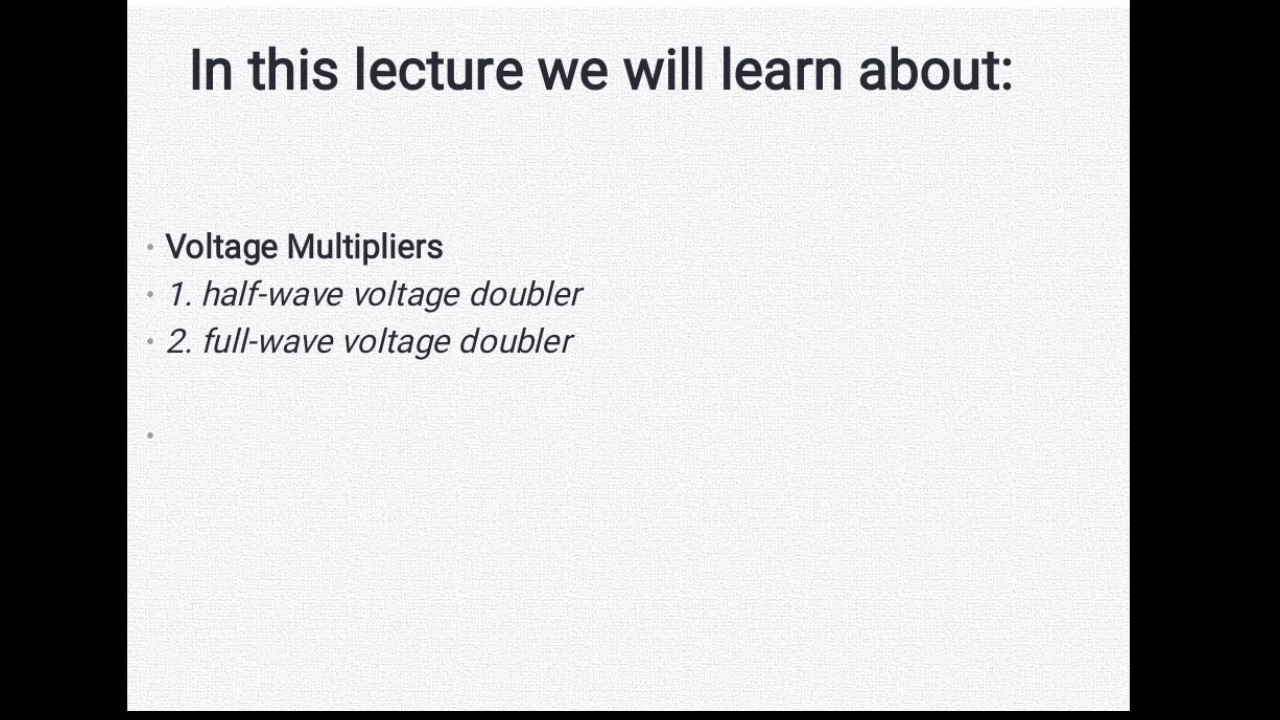 In this lecture we will learn about:
• Voltage Multipliers
• 1. half-wave voltage doubler
• 2. full-wave voltage doubler
•